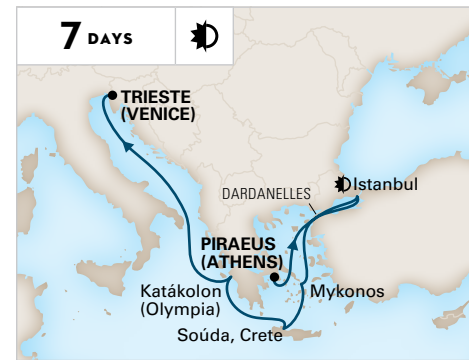 7 DAYS
TRIESTE
(VENICE)
Istanbul
DARDANELLES
PIRAEUS
(ATHENS)
Katákolon
(Olympia)
Mykonos
Soúda, Crete